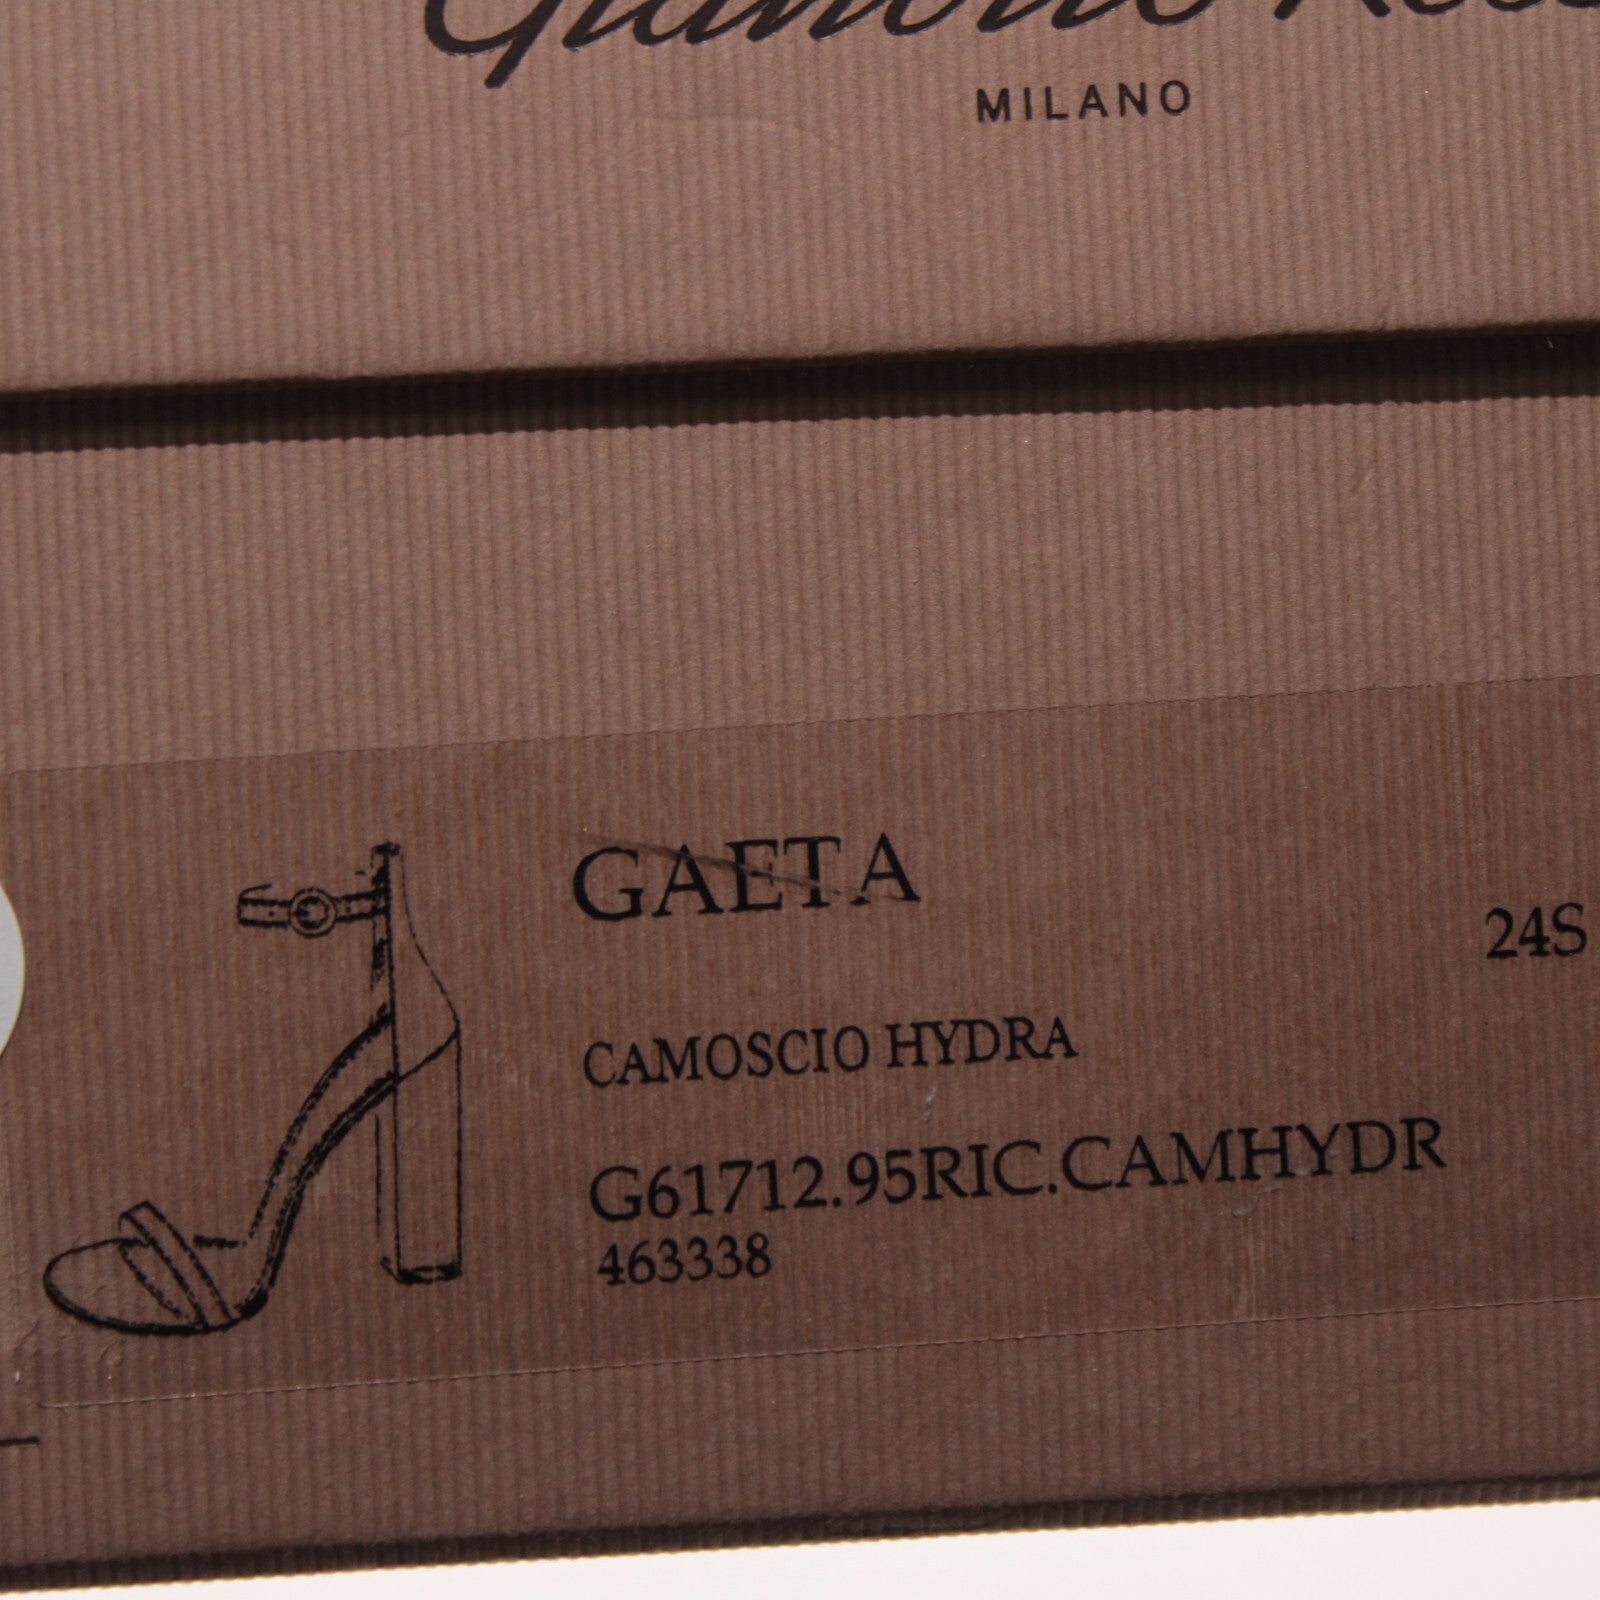 MILANO
GAETA
24S
CAMOSCIO HYDRA
G61712.95RIC.CAMHYDR
463338